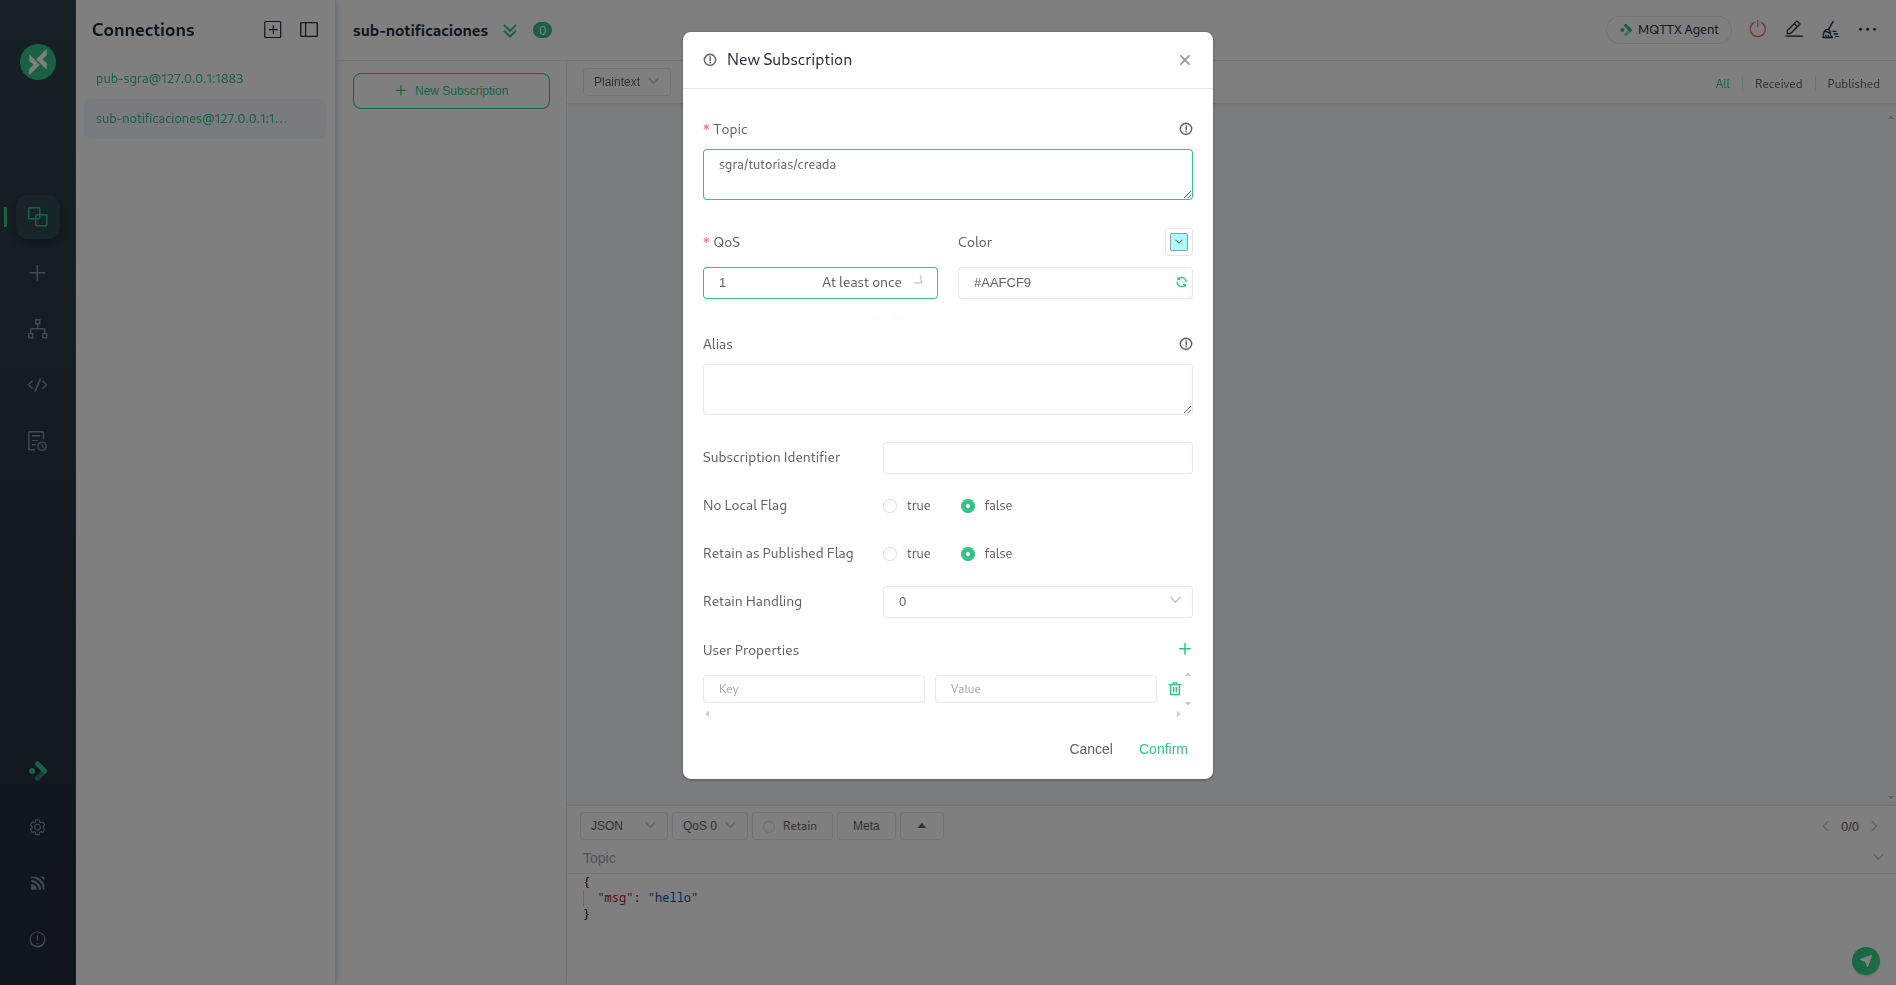 Connections
pub-sgra@127.0.0.1:1883
sub-notificaciones@127.0.0.1:1...
sub-notificaciones
0
MQTTX Agent
+ New Subscription
Plaintext
All
Received
Published
New Subscription
* Topic
sgra/tutorias/creada
* QoS
Color
1
At least once
#AAFCF9
Alias
Subscription Identifier
No Local Flag
true
false
Retain as Published Flag
true
false
Retain Handling
0
User Properties
Key
Value
Cancel
Confirm
JSON
QoS 0
Retain
Meta
0/0
Topic
{
"msg": "hello"
}